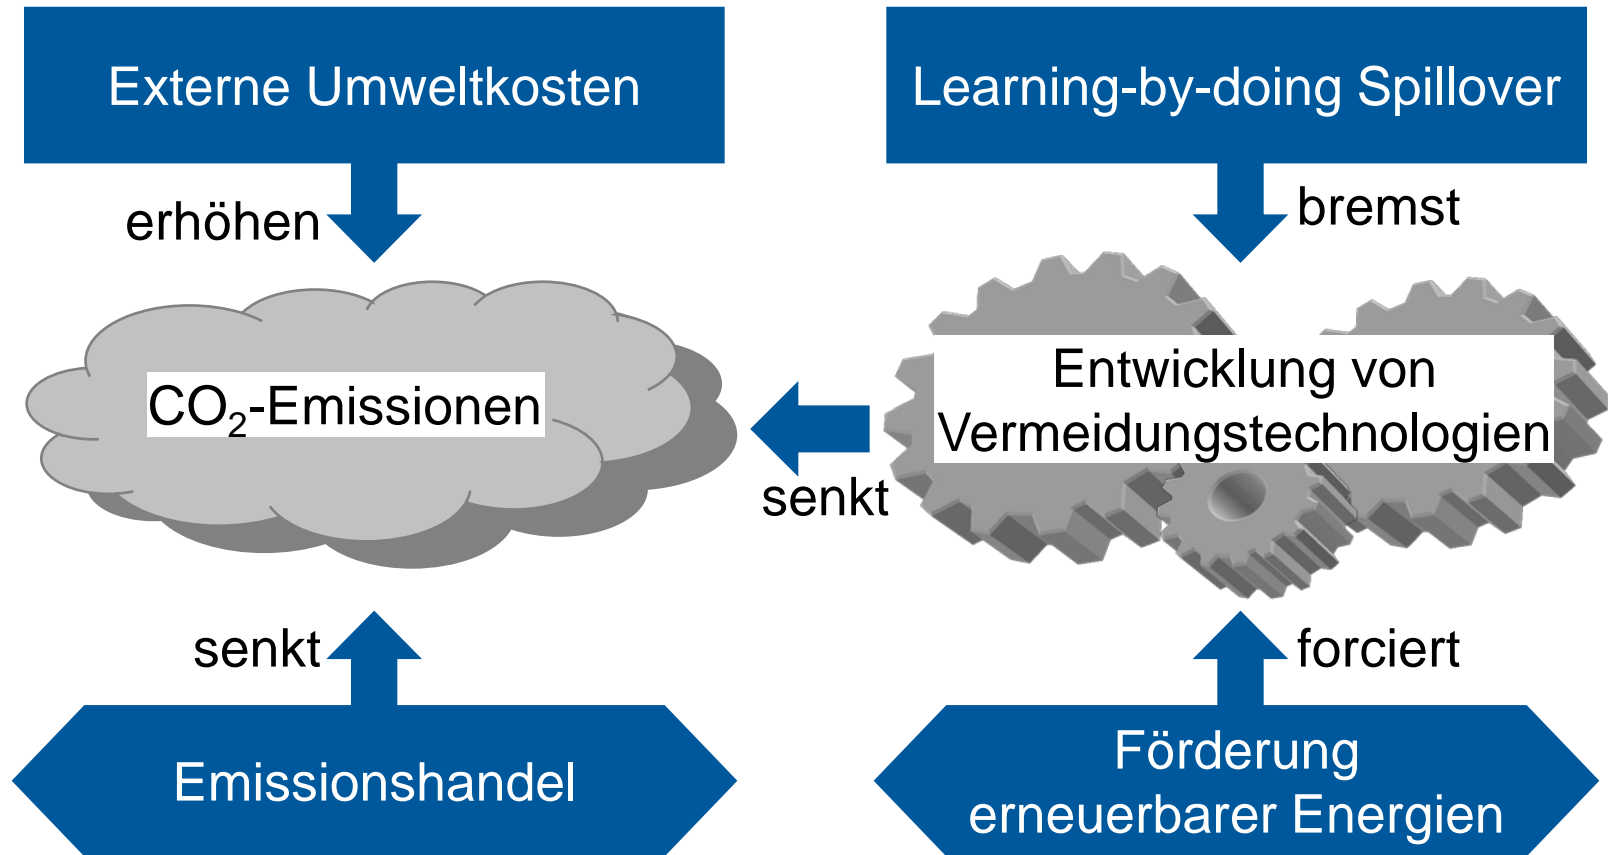 Externe Umweltkosten
Learning-by-doing Spillover
erhöhen
bremst
CO₂-Emissionen
Entwicklung von
Vermeidungstechnologien
senkt
senkt
forciert
Emissionshandel
Förderung
erneuerbarer Energien